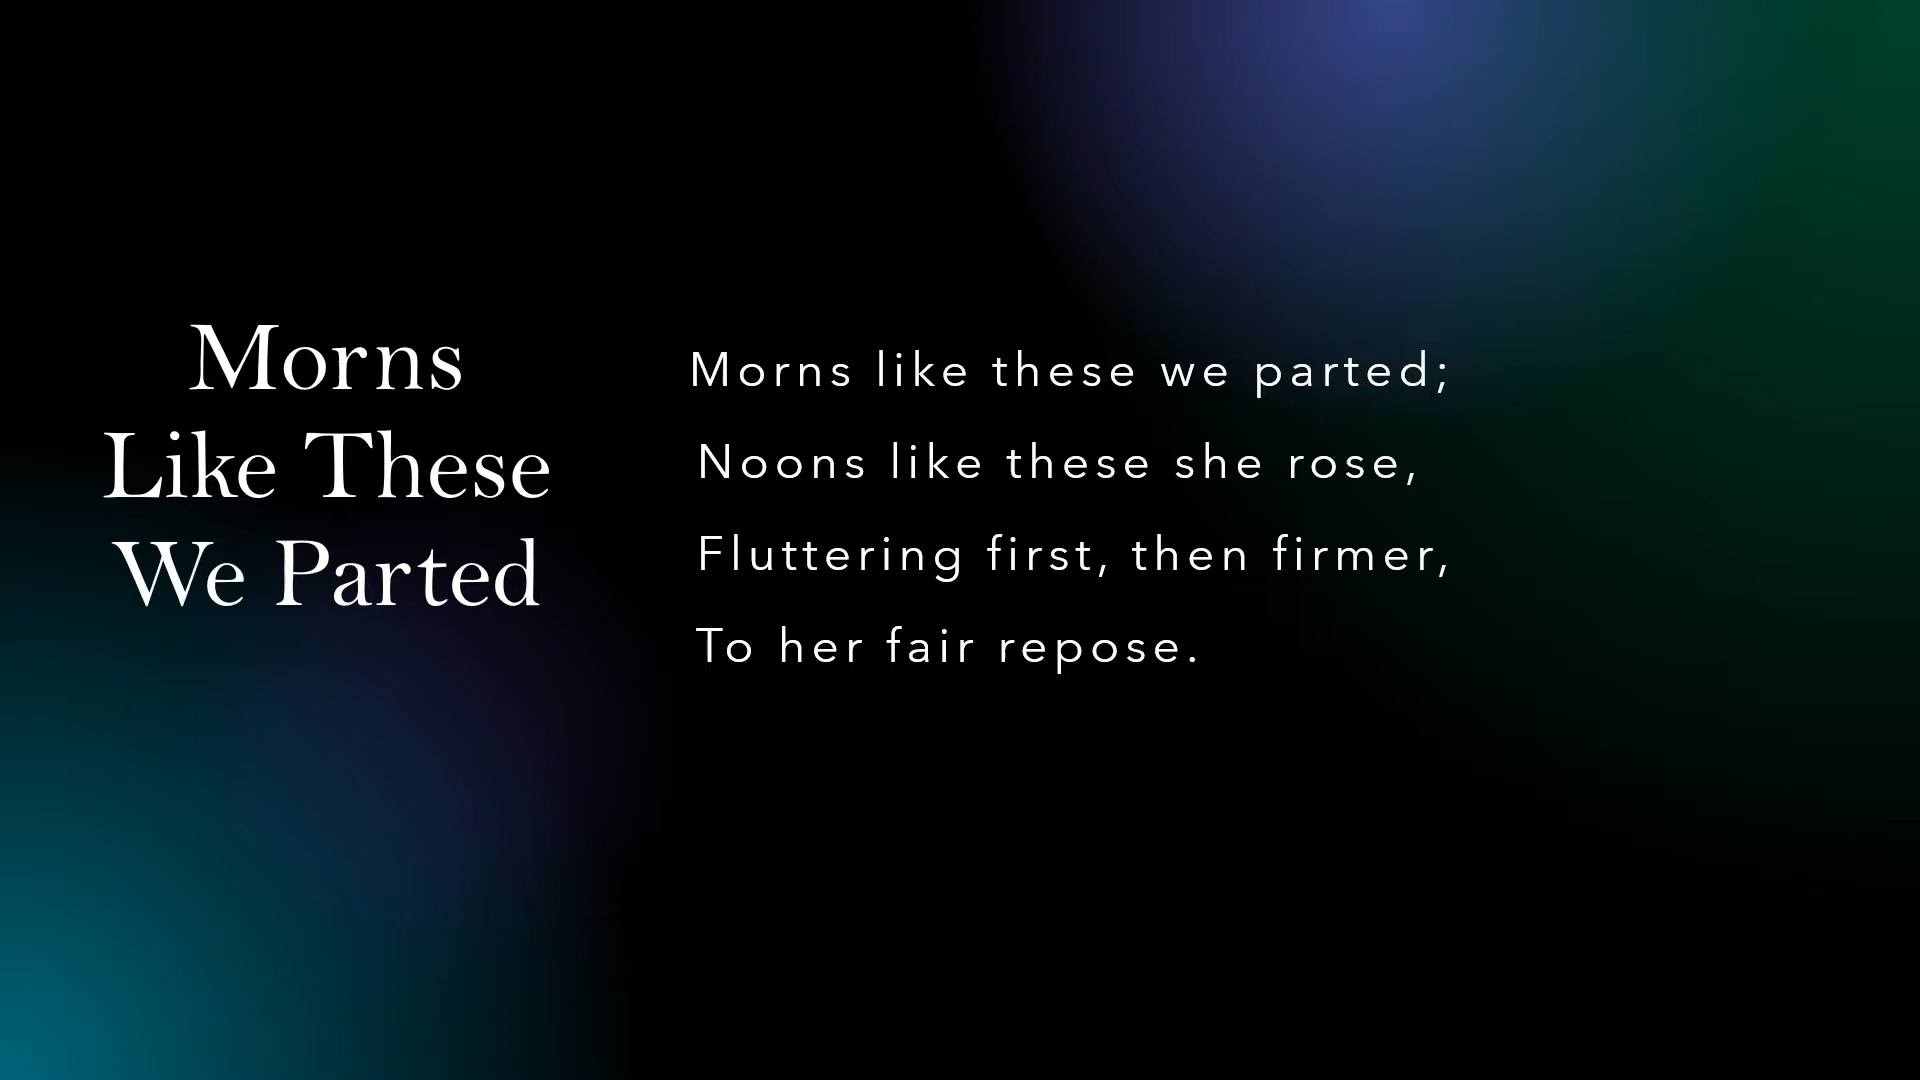 Morns
Like These
We Parted
Morns like these we parted;
Noons like these she rose,
Fluttering first, then firmer,
To her fair repose.